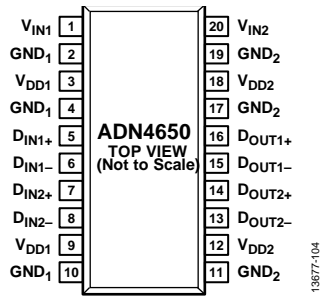 V_IN1 1 20 V_IN2
GND_1 2 19 GND_2
V_DD1 3 18 V_DD2
GND_1 4 17 GND_2
D_IN1+ 5 ADN4650 16 D_OUT1+
D_IN1– 6 TOP VIEW 15 D_OUT1–
(Not to Scale)
D_IN2+ 7 14 D_OUT2+
D_IN2– 8 13 D_OUT2–
V_DD1 9 12 V_DD2
GND_1 10 11 GND_2
13677-104